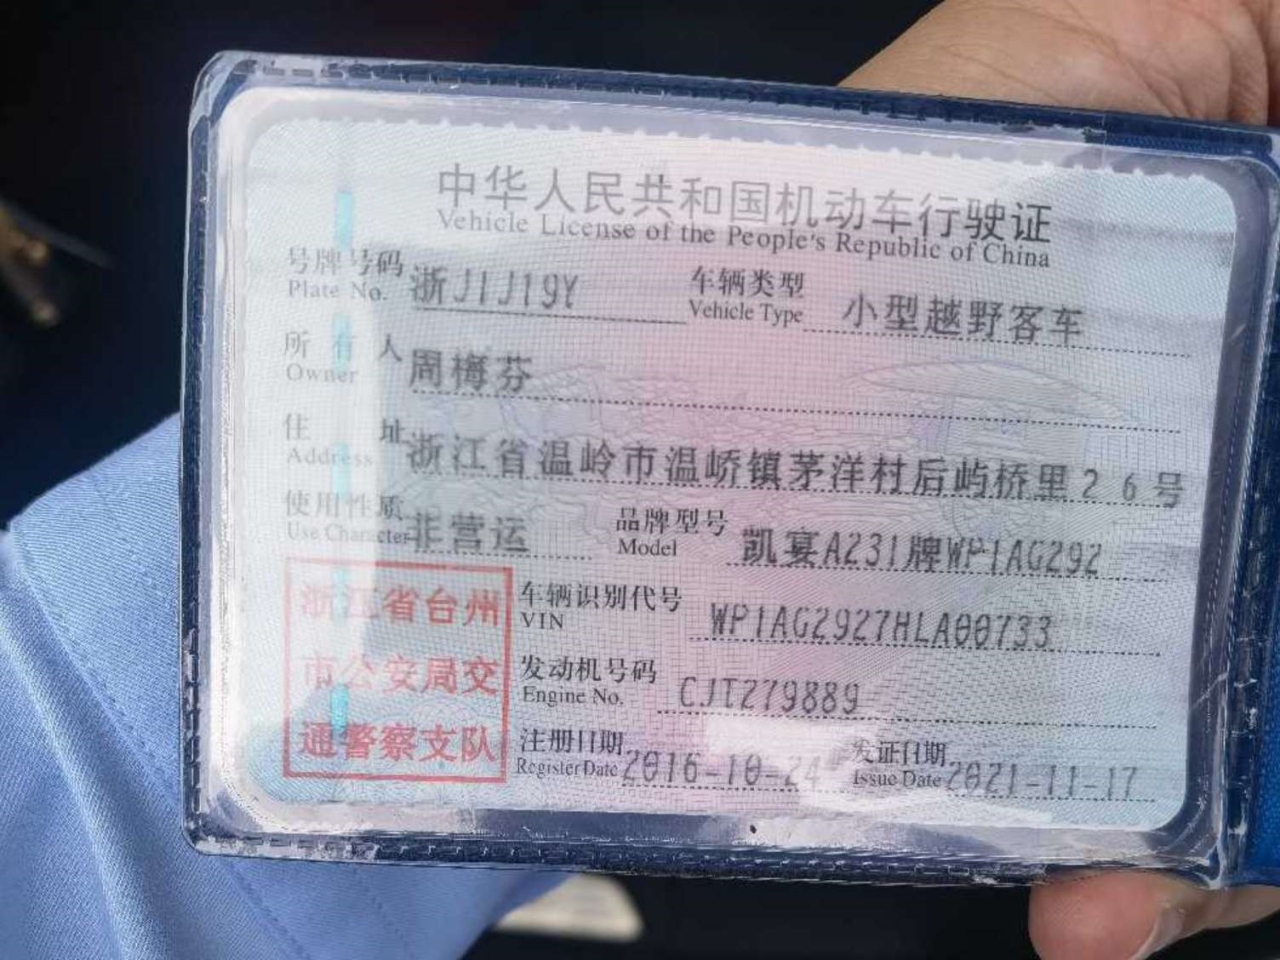 中华人民共和国机动车行驶证
Vehicle License of the People's Republic of China
号牌号码 浙J1J19Y 车辆类型 小型越野客车
Plate No. Vehicle Type
所有人 周梅芬
Owner
住址 浙江省温岭市温峤镇茅洋村后屿桥里26号
Address
使用性质 非营运 品牌型号 凯宴A231牌WP1AG292
Use Character Model
浙江省台州
市公安局交
通警察支队
车辆识别代号 WP1AG2927HLA00733
VIN
发动机号码 CJT279889
Engine No.
注册日期 2016-10-24 发证日期 2021-11-17
Register Date Issue Date